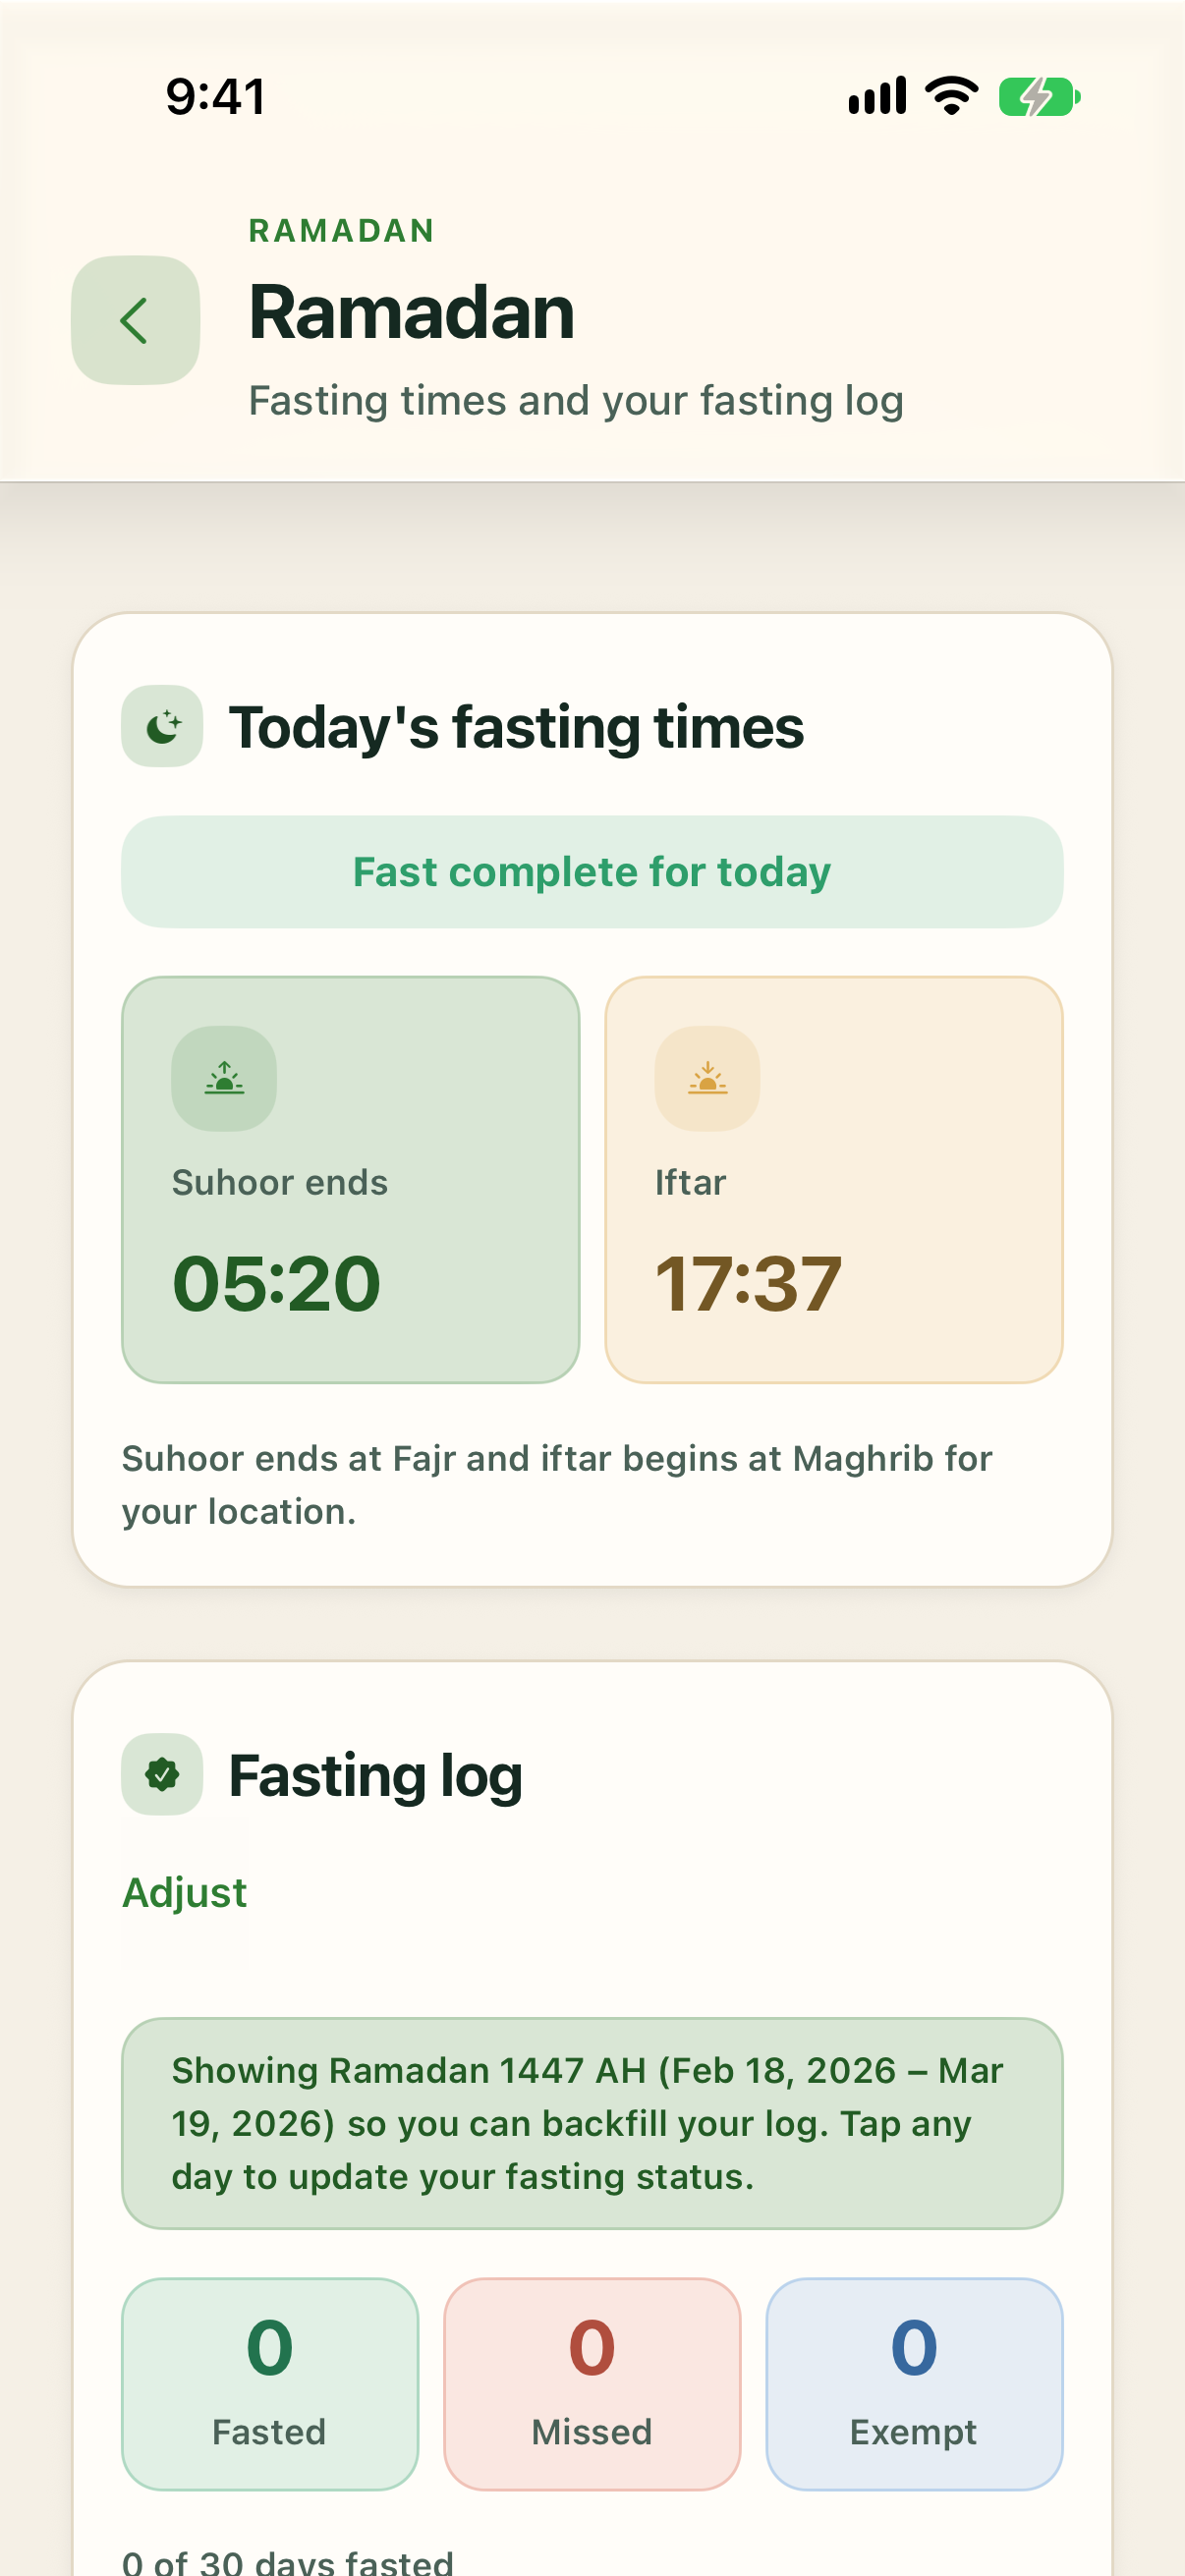 9:41
RAMADAN
Ramadan
Fasting times and your fasting log
Today's fasting times
Fast complete for today
Suhoor ends
05:20
Iftar
17:37
Suhoor ends at Fajr and iftar begins at Maghrib for
your location.
Fasting log
Adjust
Showing Ramadan 1447 AH (Feb 18, 2026 – Mar
19, 2026) so you can backfill your log. Tap any
day to update your fasting status.
0
Fasted
0
Missed
0
Exempt
0 of 30 days fasted